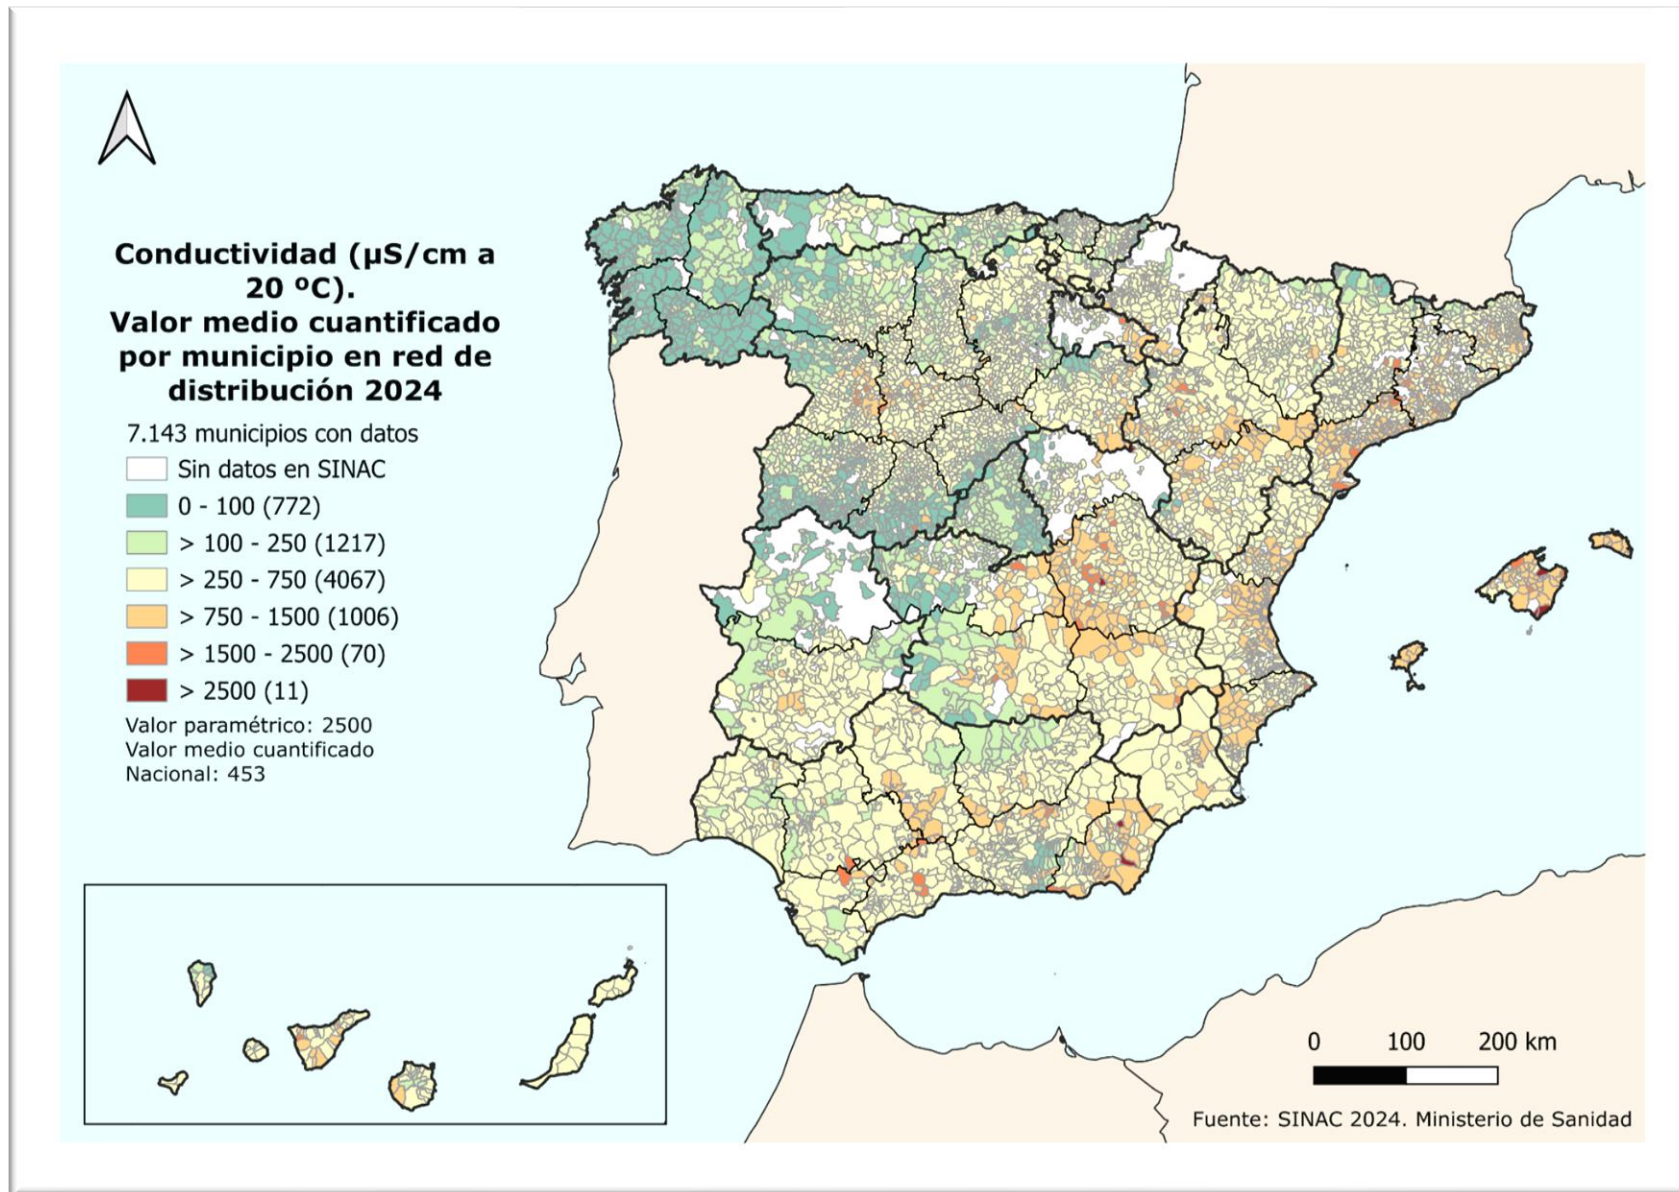 Conductividad (µS/cm a
20 ºC).
Valor medio cuantificado
por municipio en red de
distribución 2024
7.143 municipios con datos
Sin datos en SINAC
0 - 100 (772)
> 100 - 250 (1217)
> 250 - 750 (4067)
> 750 - 1500 (1006)
> 1500 - 2500 (70)
> 2500 (11)
Valor paramétrico: 2500
Valor medio cuantificado
Nacional: 453
0 100 200 km
Fuente: SINAC 2024. Ministerio de Sanidad